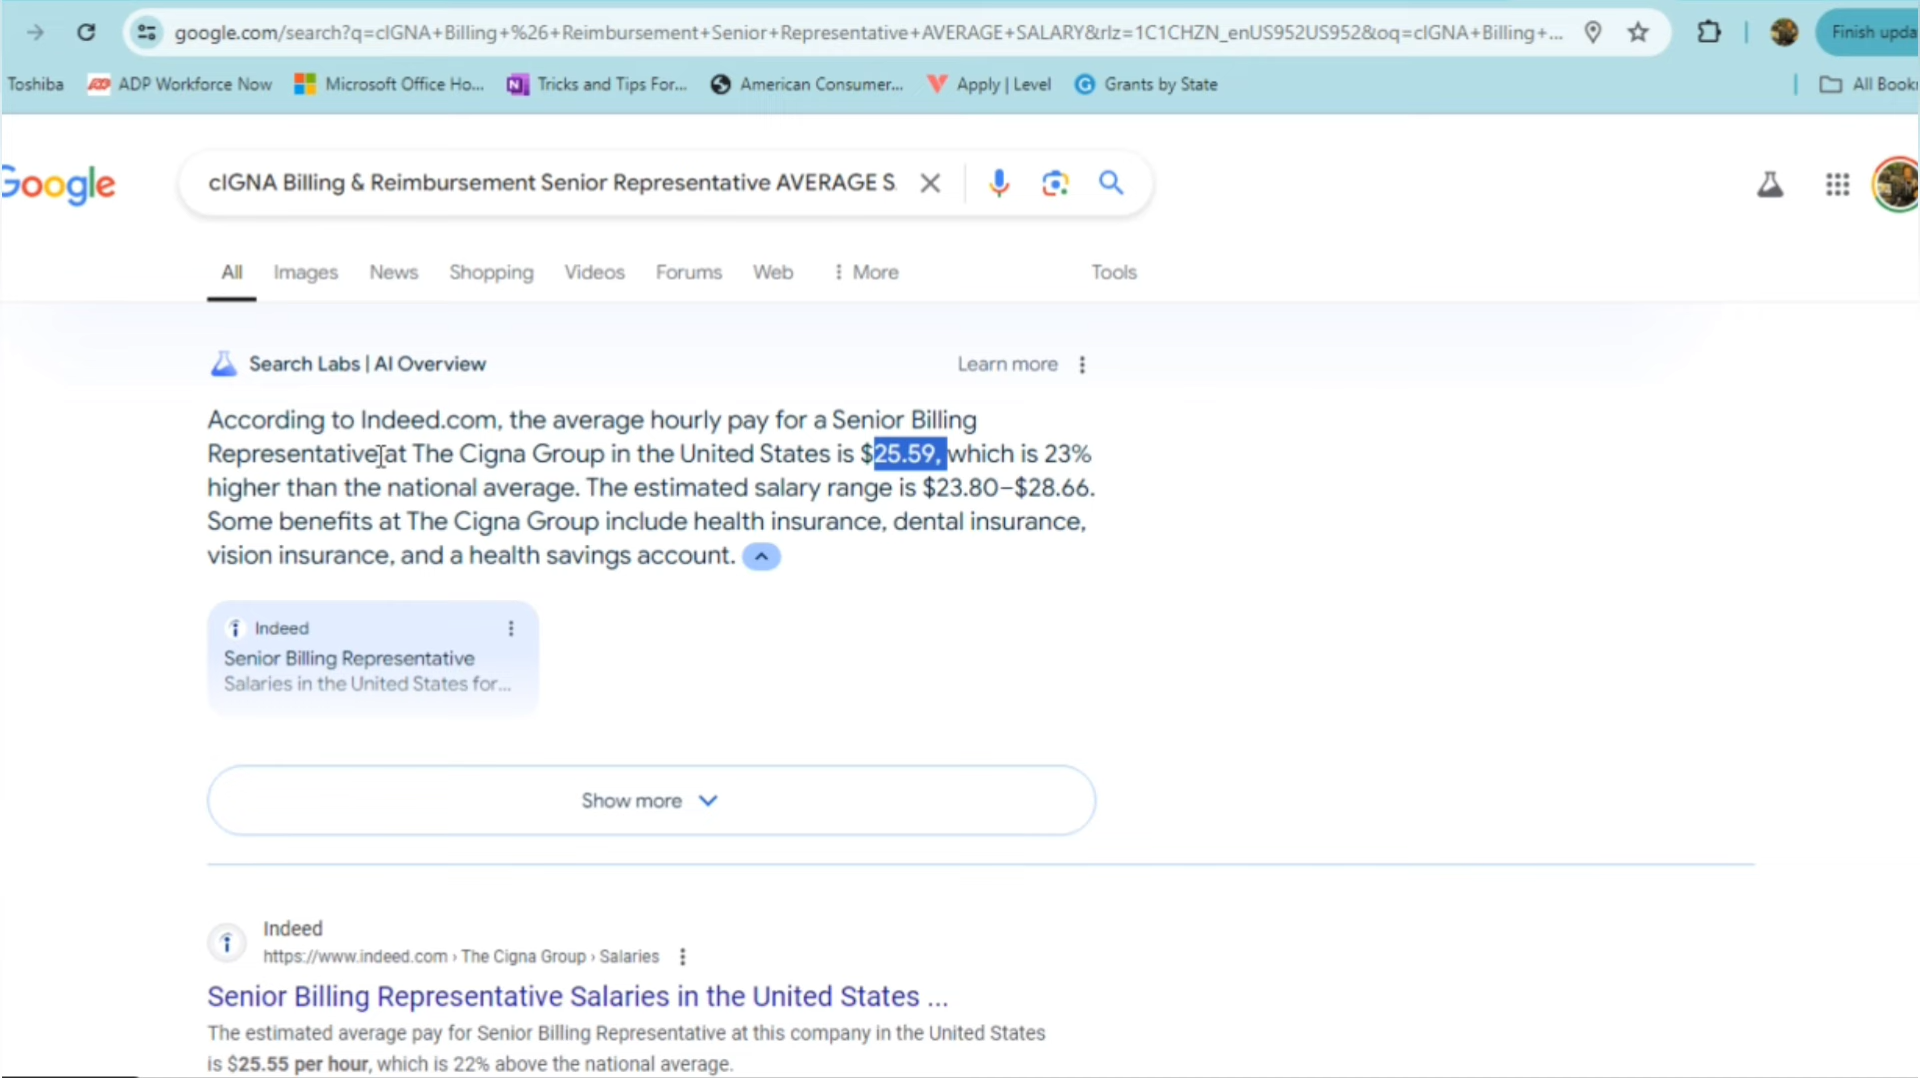 google.com/search?q=cIGNA+Billing+%26+Reimbursement+Senior+Representative+AVERAGE+SALARY&rlz=1C1CHZN_enUS952US952&oq=cIGNA+Billing+...
Finish upda
Toshiba
ADP Workforce Now
Microsoft Office Ho...
Tricks and Tips For...
American Consumer...
Apply | Level
Grants by State
All Book
Google
cIGNA Billing & Reimbursement Senior Representative AVERAGE S
All
Images
News
Shopping
Videos
Forums
Web
More
Tools
Search Labs | AI Overview
Learn more
According to Indeed.com, the average hourly pay for a Senior Billing
Representative at The Cigna Group in the United States is $25.59, which is 23%
higher than the national average. The estimated salary range is $23.80–$28.66.
Some benefits at The Cigna Group include health insurance, dental insurance,
vision insurance, and a health savings account.
Indeed
Senior Billing Representative
Salaries in the United States for...
Show more
Indeed
https://www.indeed.com › The Cigna Group › Salaries
Senior Billing Representative Salaries in the United States ...
The estimated average pay for Senior Billing Representative at this company in the United States
is $25.55 per hour, which is 22% above the national average.